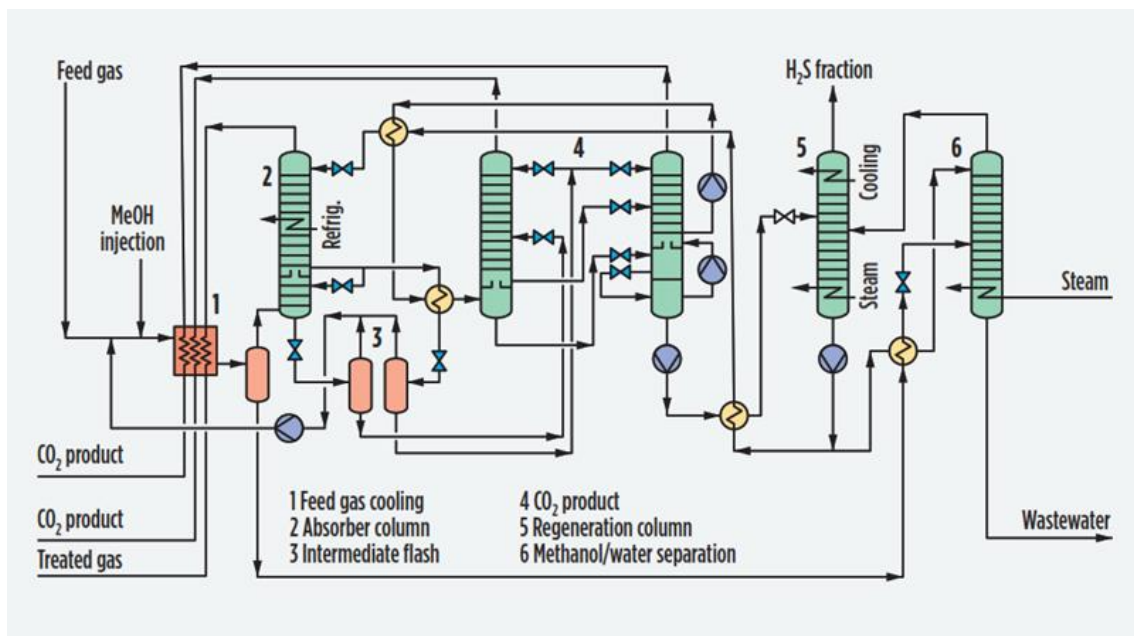 Feed gas
H₂S fraction
4
5
Cooling
6
2
MeOH
injection
Refrig.
Steam
Steam
1
3
CO₂ product
1 Feed gas cooling
4 CO₂ product
CO₂ product
2 Absorber column
5 Regeneration column
Wastewater
Treated gas
3 Intermediate flash
6 Methanol/water separation